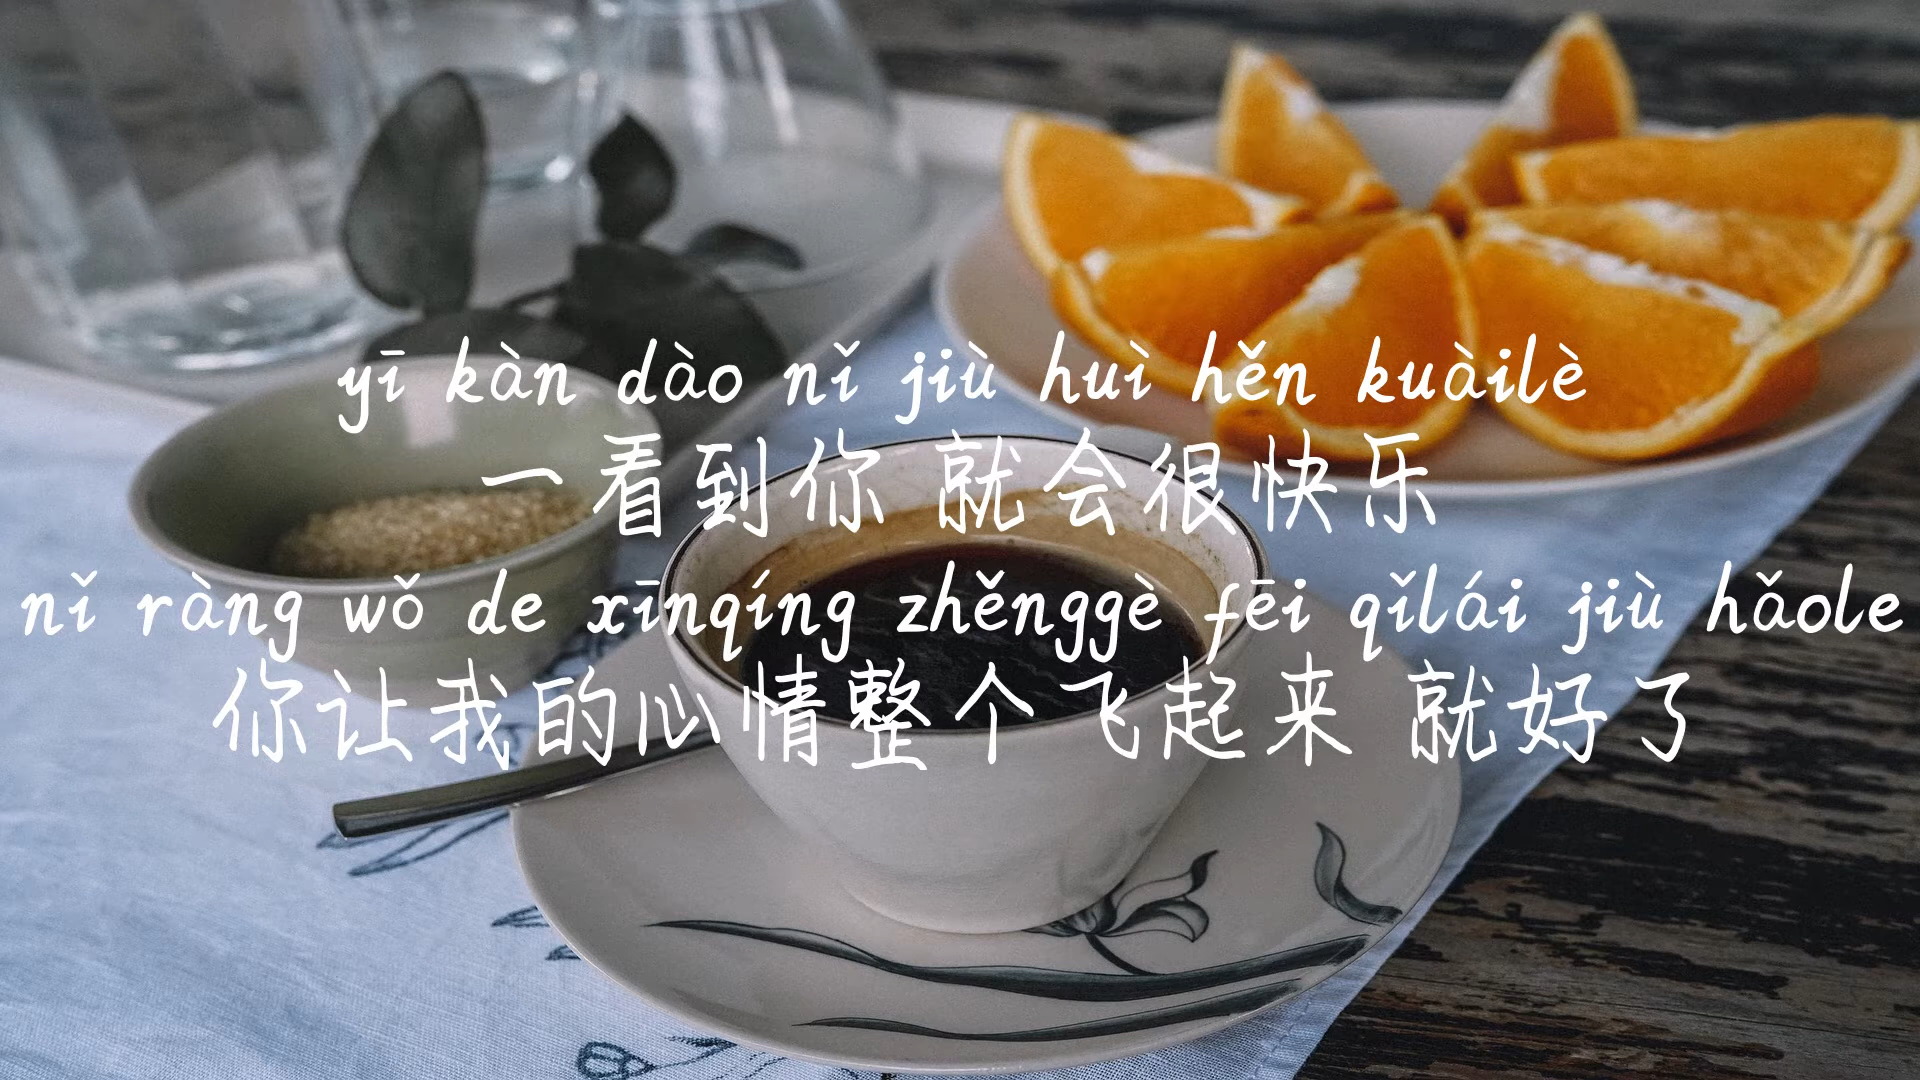 yī kàn dào nǐ jiù huì hěn kuàilè
一看到你 就会很快乐
nǐ ràng wǒ de xīnqíng zhěnggè fēi qǐlái jiù hǎole
你让我的心情整个飞起来 就好了